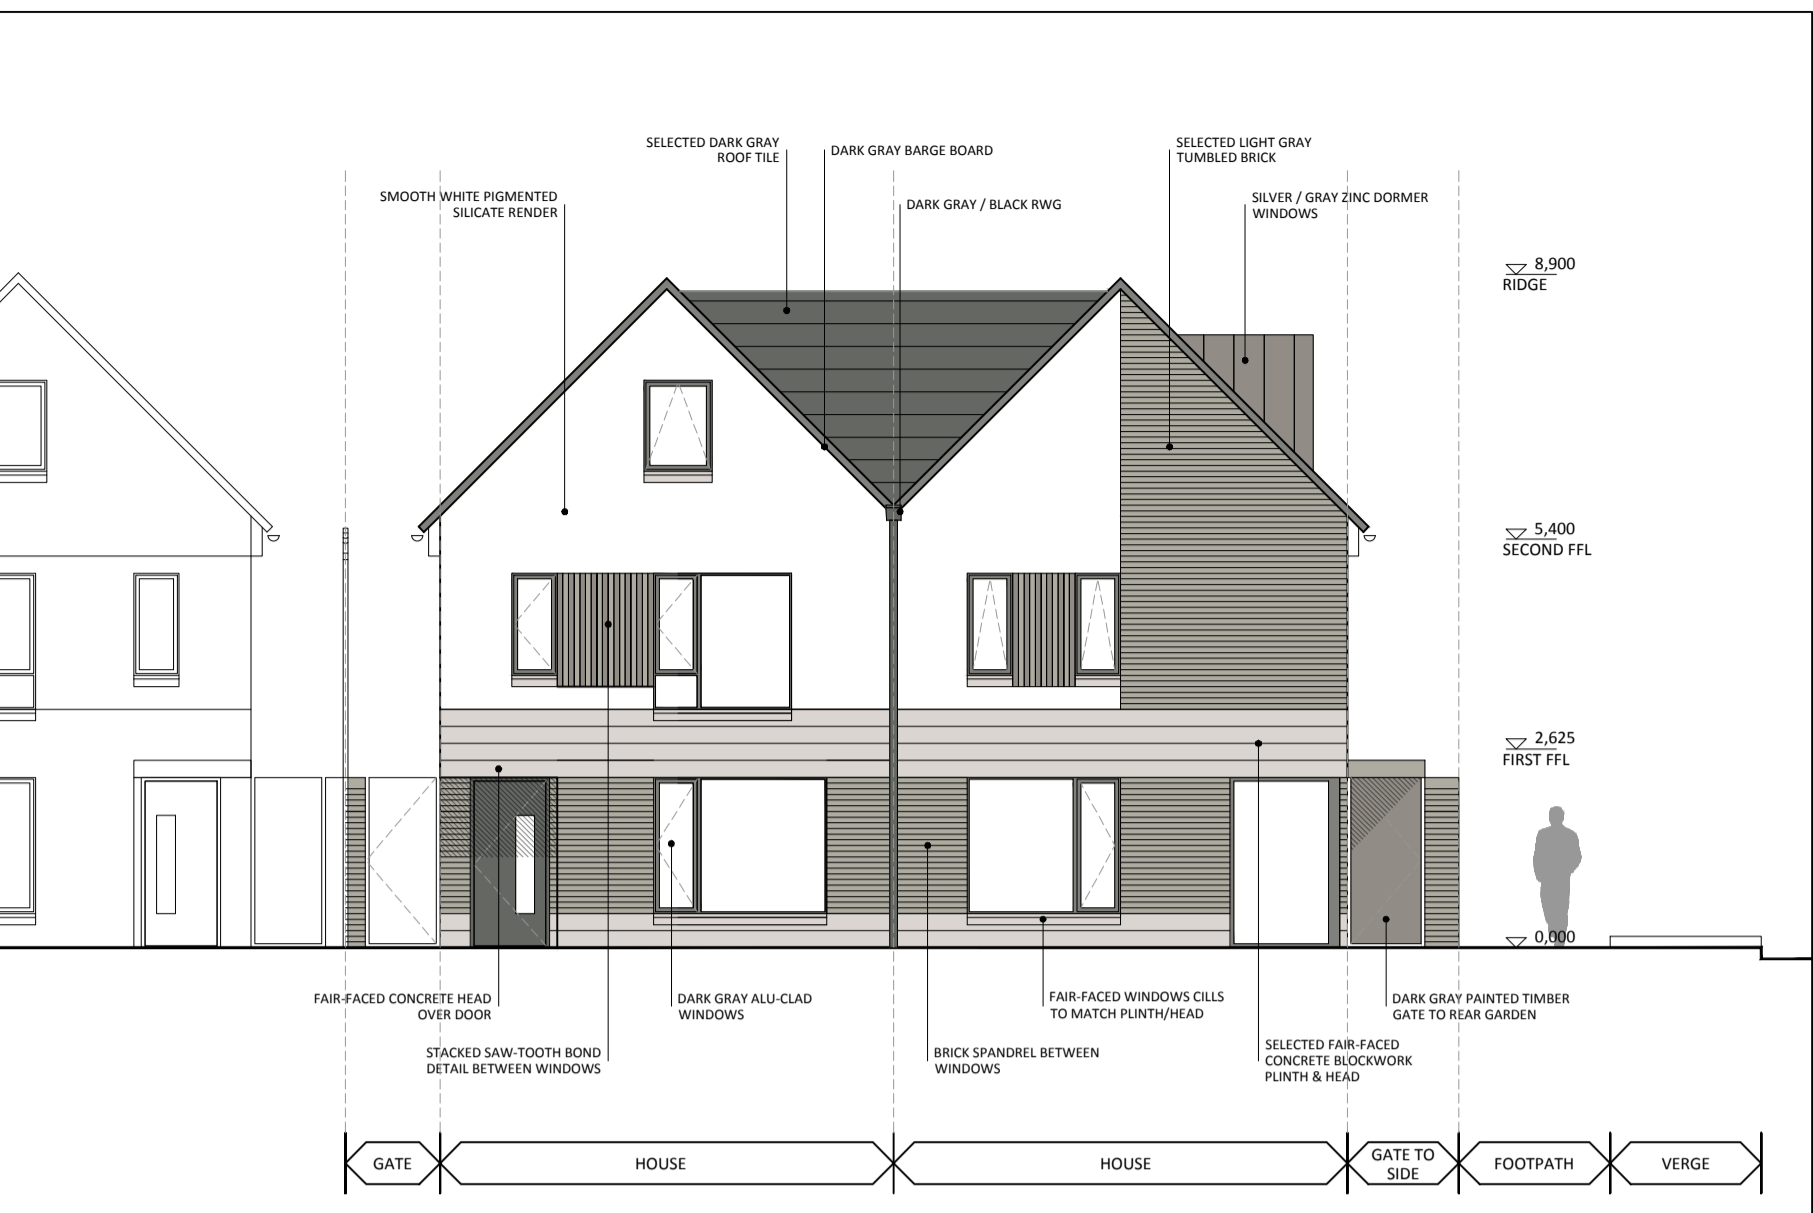 SELECTED DARK GRAY
ROOF TILE
DARK GRAY BARGE BOARD
SELECTED LIGHT GRAY
TUMBLED BRICK
SMOOTH WHITE PIGMENTED
SILICATE RENDER
DARK GRAY / BLACK RWG
SILVER / GRAY ZINC DORMER
WINDOWS
8,900
RIDGE
5,400
SECOND FFL
2,625
FIRST FFL
0,000
FAIR-FACED CONCRETE HEAD
OVER DOOR
DARK GRAY ALU-CLAD
WINDOWS
FAIR-FACED WINDOWS CILLS
TO MATCH PLINTH/HEAD
DARK GRAY PAINTED TIMBER
GATE TO REAR GARDEN
STACKED SAW-TOOTH BOND
DETAIL BETWEEN WINDOWS
BRICK SPANDREL BETWEEN
WINDOWS
SELECTED FAIR-FACED
CONCRETE BLOCKWORK
PLINTH & HEAD
GATE
HOUSE
HOUSE
GATE TO
SIDE
FOOTPATH
VERGE